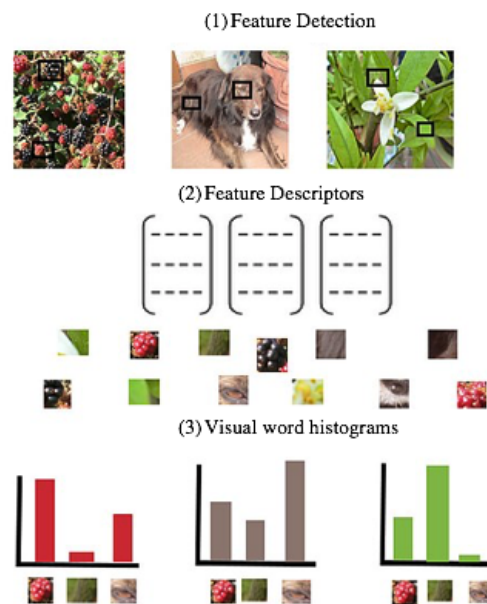 (1) Feature Detection
(2) Feature Descriptors
(3) Visual word histograms